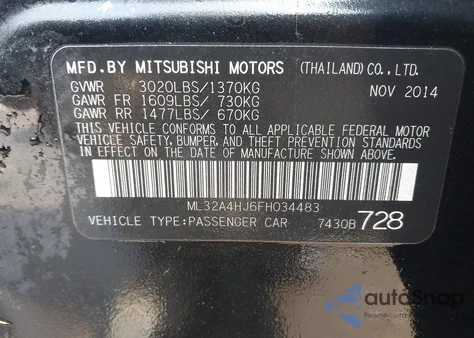 MFD. BY MITSUBISHI MOTORS (THAILAND) CO., LTD.
GVWR 3020LBS/1370KG NOV 2014
GAWR FR 1609LBS/ 730KG
GAWR RR 1477LBS/ 670KG
THIS VEHICLE CONFORMS TO ALL APPLICABLE FEDERAL MOTOR
VEHICLE SAFETY, BUMPER, AND THEFT PREVENTION STANDARDS
IN EFFECT ON THE DATE OF MANUFACTURE SHOWN ABOVE.
ML32A4HJ6FH034483
VEHICLE TYPE:PASSENGER CAR 7430B 728
autoSnap